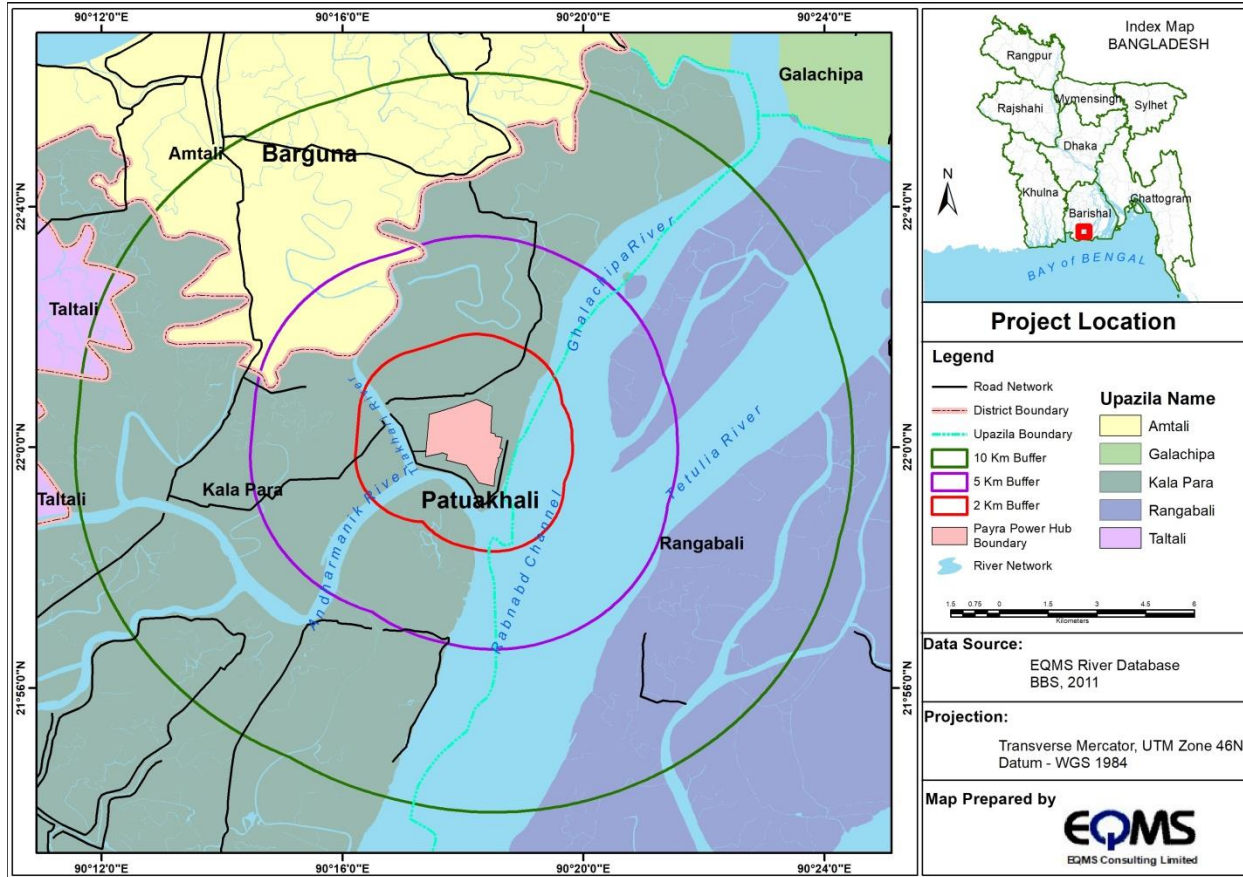 90°12'0"E
90°16'0"E
90°20'0"E
90°24'0"E
22°4'0"N
22°0'0"N
21°56'0"N
22°4'0"N
22°0'0"N
21°56'0"N
90°12'0"E
90°16'0"E
90°20'0"E
90°24'0"E
Galachipa
Amtali
Barguna
Taltali
Ghalachipa River
Tiakhali River
Taltali
Kala Para
Patuakhali
Tetulia River
Andharmanik River
Rabnabd Channel
Rangabali
Index Map
BANGLADESH
Rangpur
Rajshahi
Mymensingh
Sylhet
Dhaka
Khulna
Barishal
Chattogram
BAY of BENGAL
N
Project Location
Legend
Road Network
District Boundary
Upazila Boundary
10 Km Buffer
5 Km Buffer
2 Km Buffer
Payra Power Hub
Boundary
River Network
Upazila Name
Amtali
Galachipa
Kala Para
Rangabali
Taltali
1.5 0.75 0 1.5 3 4.5 6
Kilometers
Data Source:
EQMS River Database
BBS, 2011
Projection:
Transverse Mercator, UTM Zone 46N
Datum - WGS 1984
Map Prepared by
EQMS
EQMS Consulting Limited